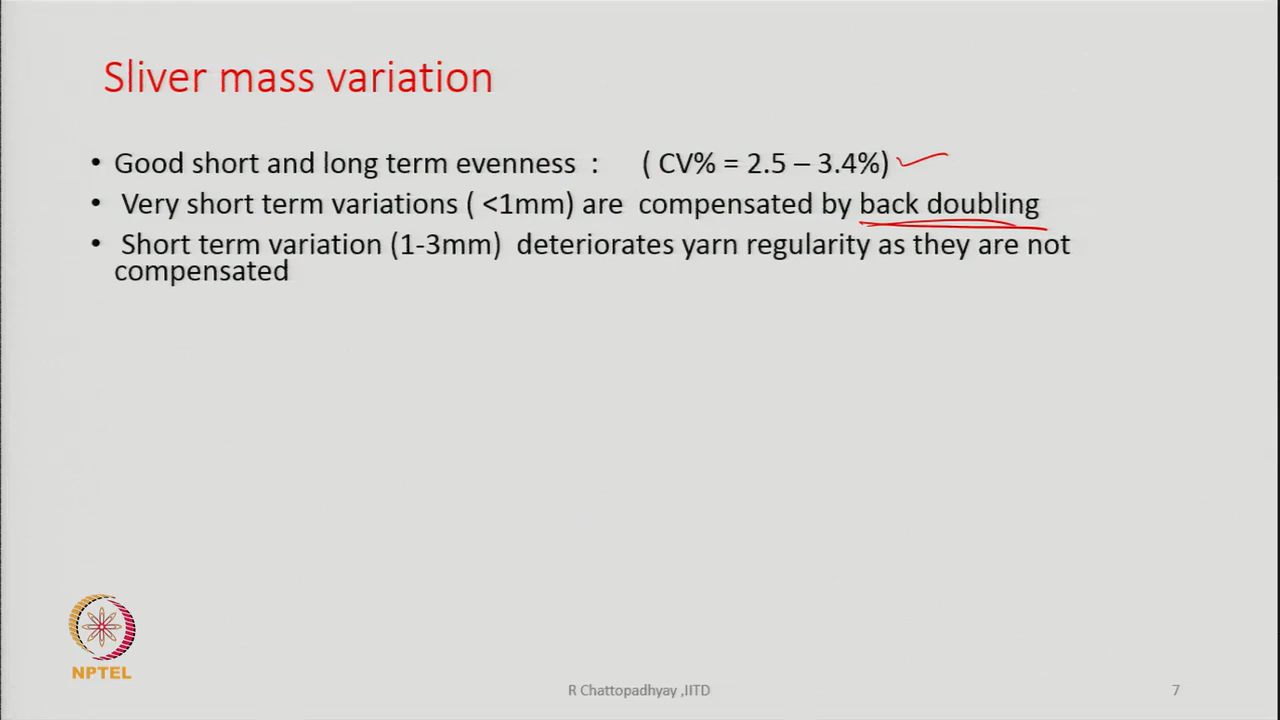 Sliver mass variation
• Good short and long term evenness : ( CV% = 2.5 – 3.4%)
• Very short term variations ( <1mm) are compensated by back doubling
• Short term variation (1-3mm) deteriorates yarn regularity as they are not
compensated
NPTEL
R Chattopadhyay ,IITD
7